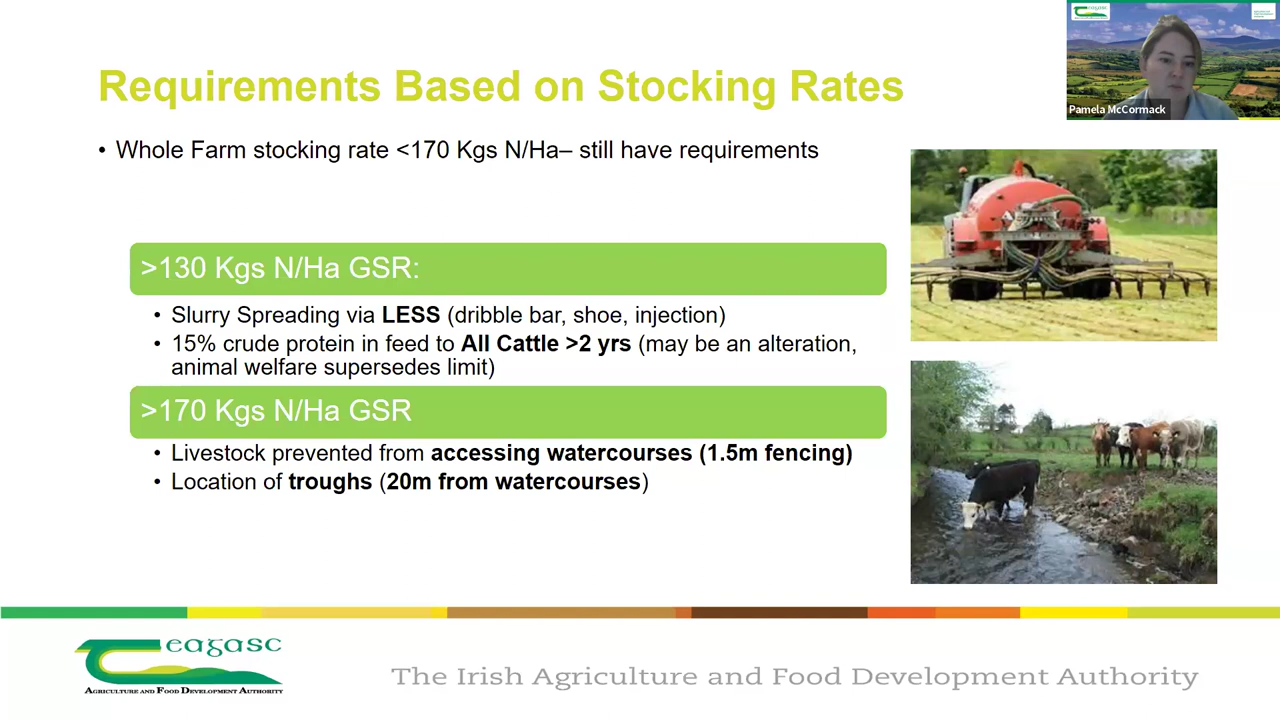 Requirements Based on Stocking Rates
Pamela McCormack
• Whole Farm stocking rate <170 Kgs N/Ha– still have requirements
>130 Kgs N/Ha GSR:
• Slurry Spreading via LESS (dribble bar, shoe, injection)
• 15% crude protein in feed to All Cattle >2 yrs (may be an alteration,
animal welfare supersedes limit)
>170 Kgs N/Ha GSR
• Livestock prevented from accessing watercourses (1.5m fencing)
• Location of troughs (20m from watercourses)
teagasc
AGRICULTURE AND FOOD DEVELOPMENT AUTHORITY
The Irish Agriculture and Food Development Authority